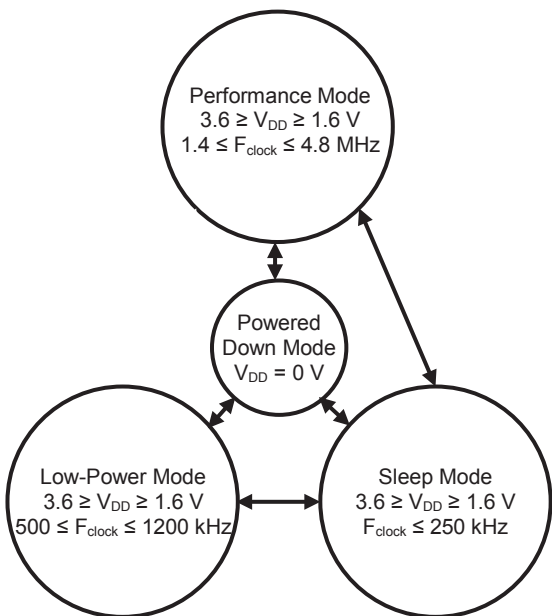 Performance Mode
3.6 ≥ V_DD ≥ 1.6 V
1.4 ≤ F_clock ≤ 4.8 MHz
Powered
Down Mode
V_DD = 0 V
Low-Power Mode
3.6 ≥ V_DD ≥ 1.6 V
500 ≤ F_clock ≤ 1200 kHz
Sleep Mode
3.6 ≥ V_DD ≥ 1.6 V
F_clock ≤ 250 kHz